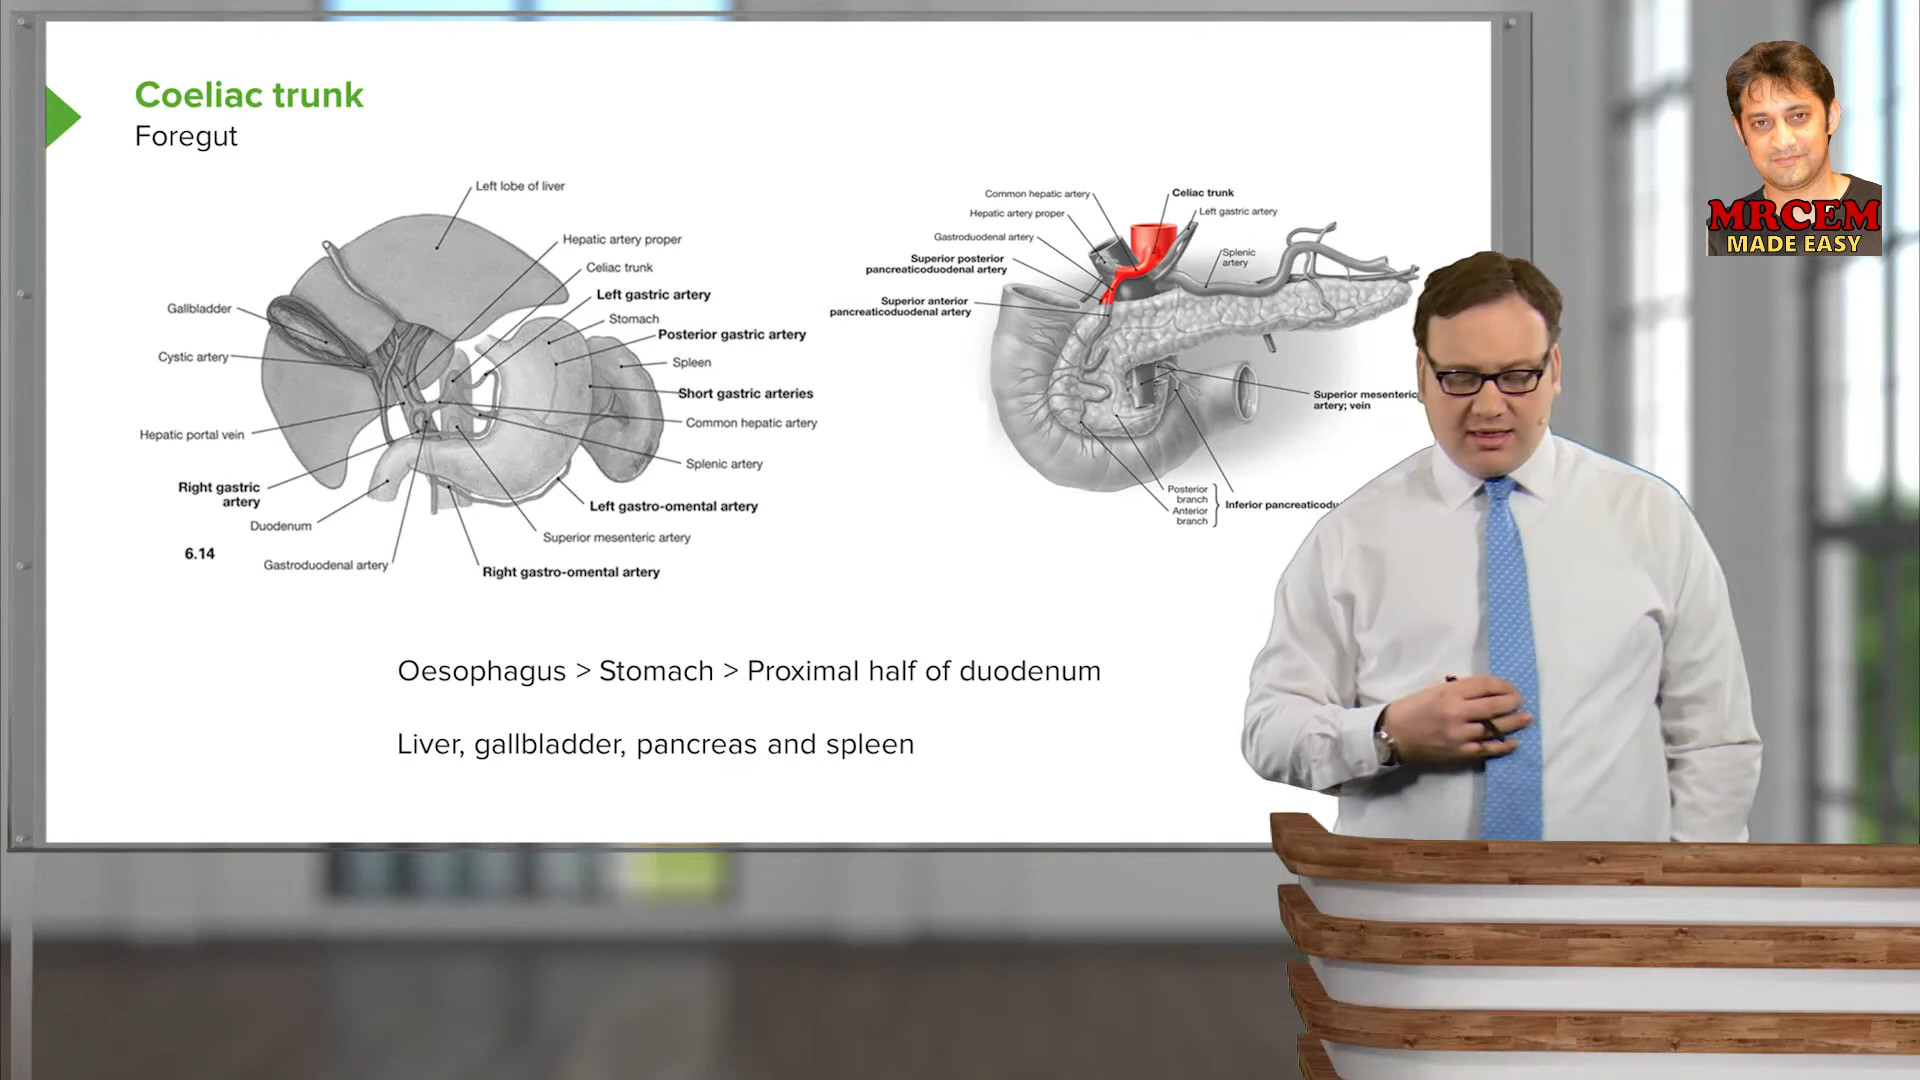 Coeliac trunk
Foregut
Left lobe of liver
Hepatic artery proper
Celiac trunk
Left gastric artery
Stomach
Posterior gastric artery
Spleen
Short gastric arteries
Common hepatic artery
Splenic artery
Left gastro-omental artery
Superior mesenteric artery
Right gastro-omental artery
Gallbladder
Cystic artery
Hepatic portal vein
Right gastric
artery
Duodenum
6.14
Gastroduodenal artery
Common hepatic artery
Hepatic artery proper
Gastroduodenal artery
Superior posterior
pancreaticoduodenal artery
Superior anterior
pancreaticoduodenal artery
Celiac trunk
Left gastric artery
Splenic
artery
Superior mesenteric
artery; vein
Posterior
branch
Anterior
branch
Inferior pancreaticodu
Oesophagus > Stomach > Proximal half of duodenum
Liver, gallbladder, pancreas and spleen
MRCEM
MADE EASY